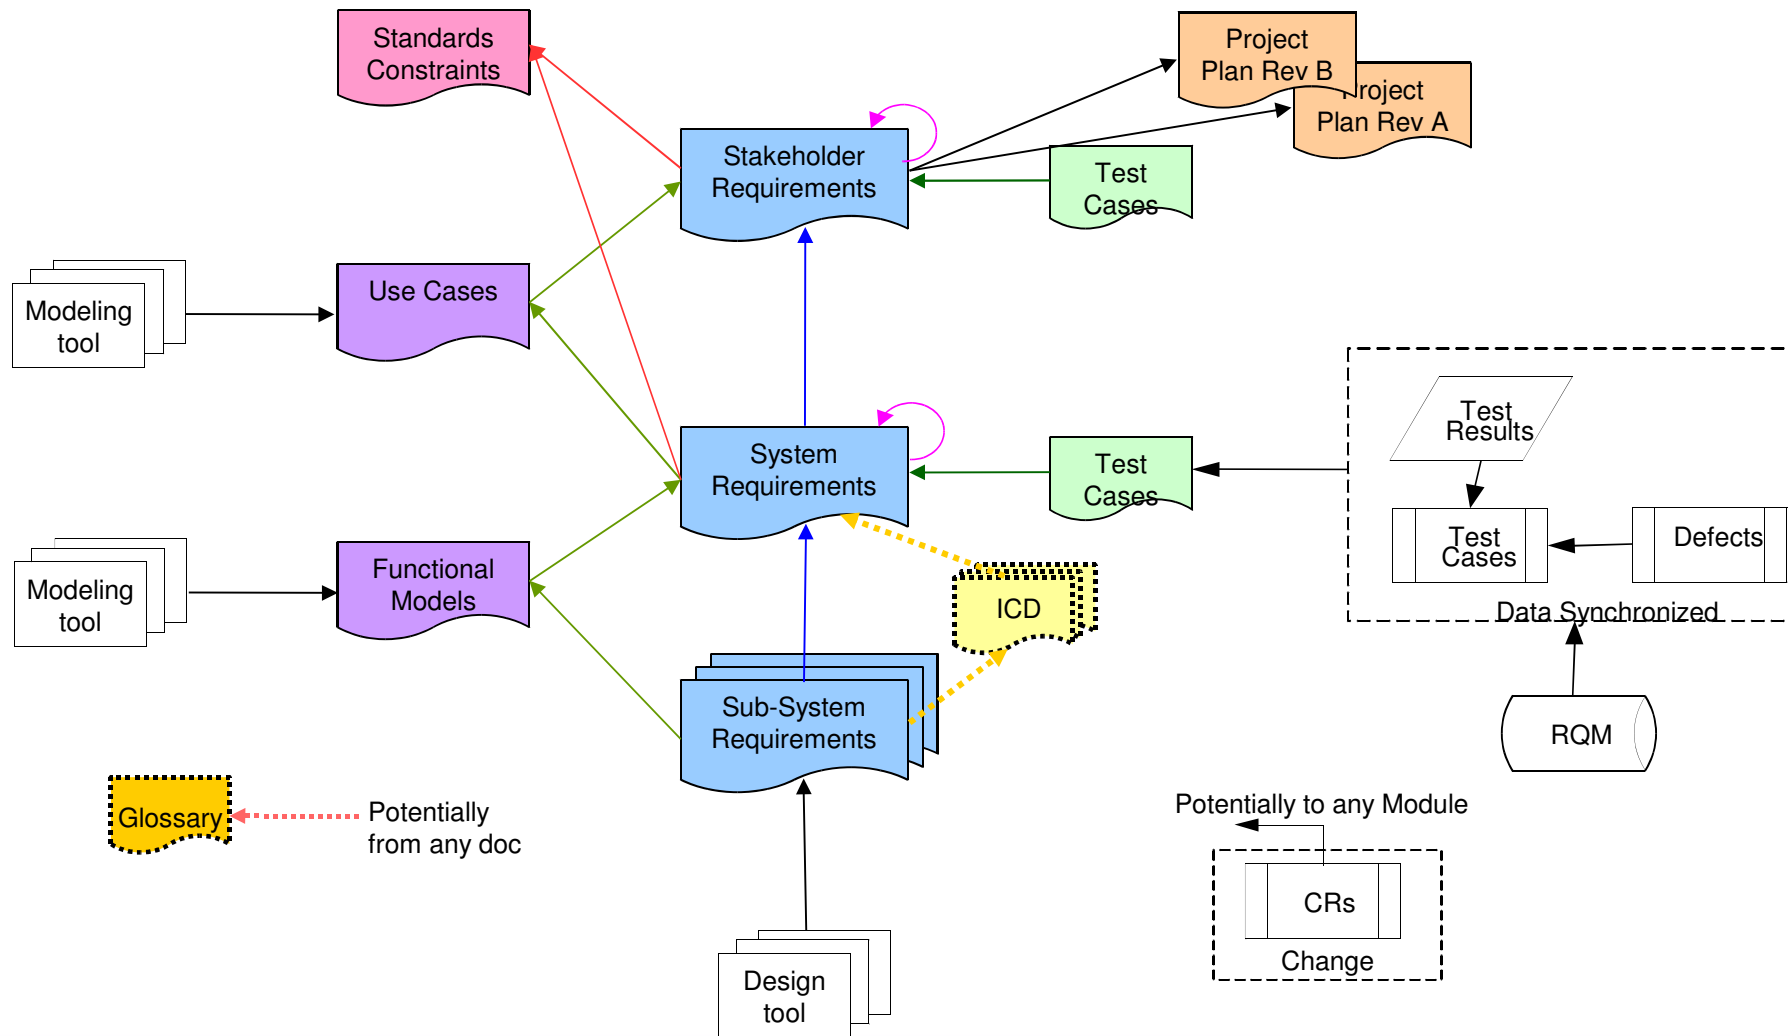 Standards
Constraints
Project
Plan Rev B
Project
Plan Rev A
Stakeholder
Requirements
Test
Cases
Use Cases
Modeling
tool
System
Requirements
Test
Cases
Test
Results
Test
Cases
Defects
Data Synchronized
Functional
Models
Modeling
tool
ICD
Sub-System
Requirements
RQM
Glossary
Potentially
from any doc
Potentially to any Module
CRs
Change
Design
tool